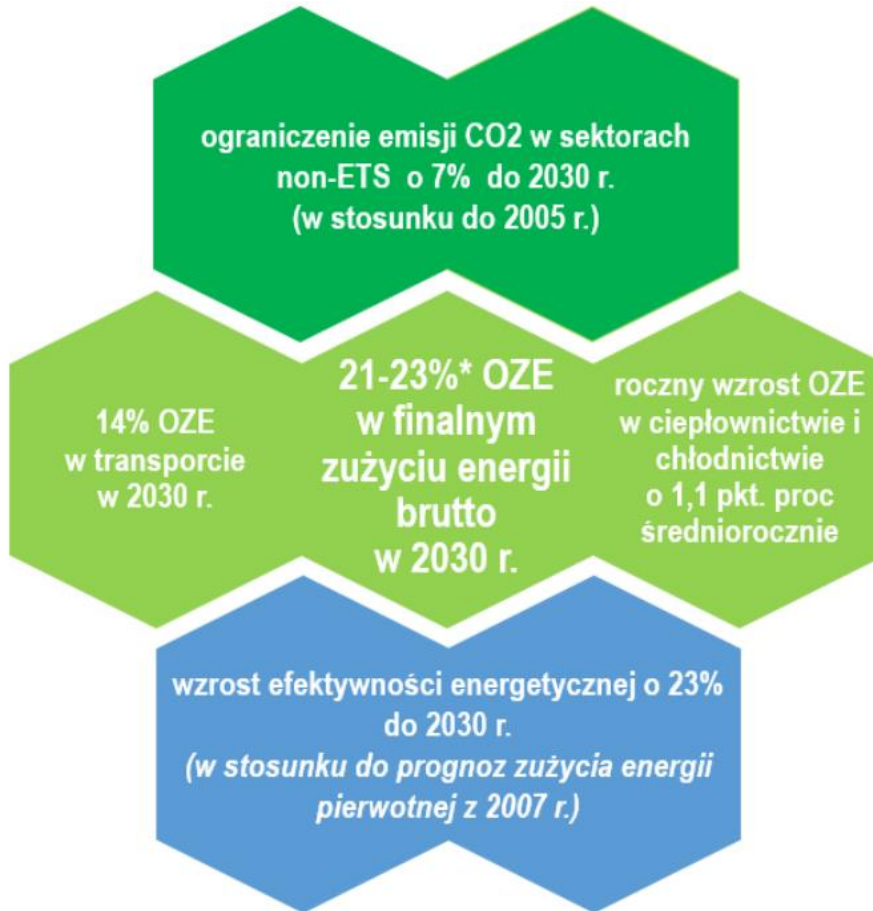 ograniczenie emisji CO2 w sektorach
non-ETS o 7% do 2030 r.
(w stosunku do 2005 r.)
14% OZE
w transporcie
w 2030 r.
21-23%* OZE
w finalnym
zużyciu energii
brutto
w 2030 r.
roczny wzrost OZE
w ciepłownictwie i
chłodnictwie
o 1,1 pkt. proc
średniorocznie
wzrost efektywności energetycznej o 23%
do 2030 r.
(w stosunku do prognoz zużycia energii
pierwotnej z 2007 r.)